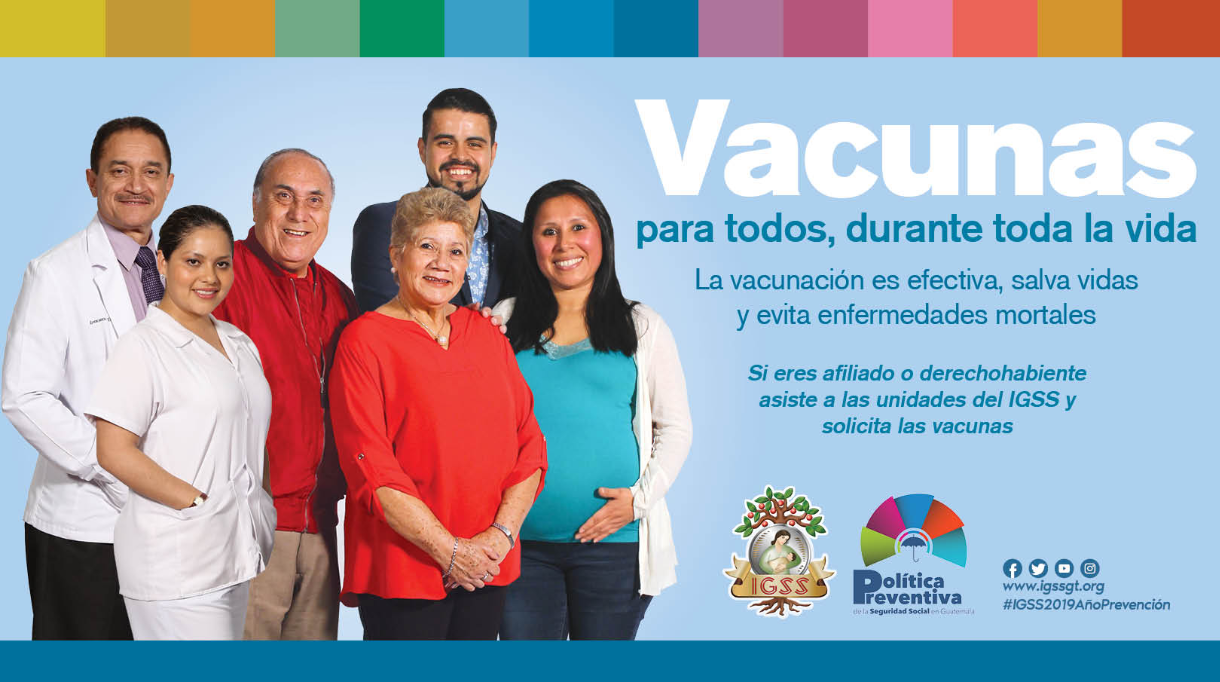 Vacunas
para todos, durante toda la vida
La vacunación es efectiva, salva vidas
y evita enfermedades mortales
Si eres afiliado o derechohabiente
asiste a las unidades del IGSS y
solicita las vacunas
IGSS
Política
Preventiva
de la Seguridad Social en Guatemala
www.igssgt.org
#IGSS2019AñoPrevención